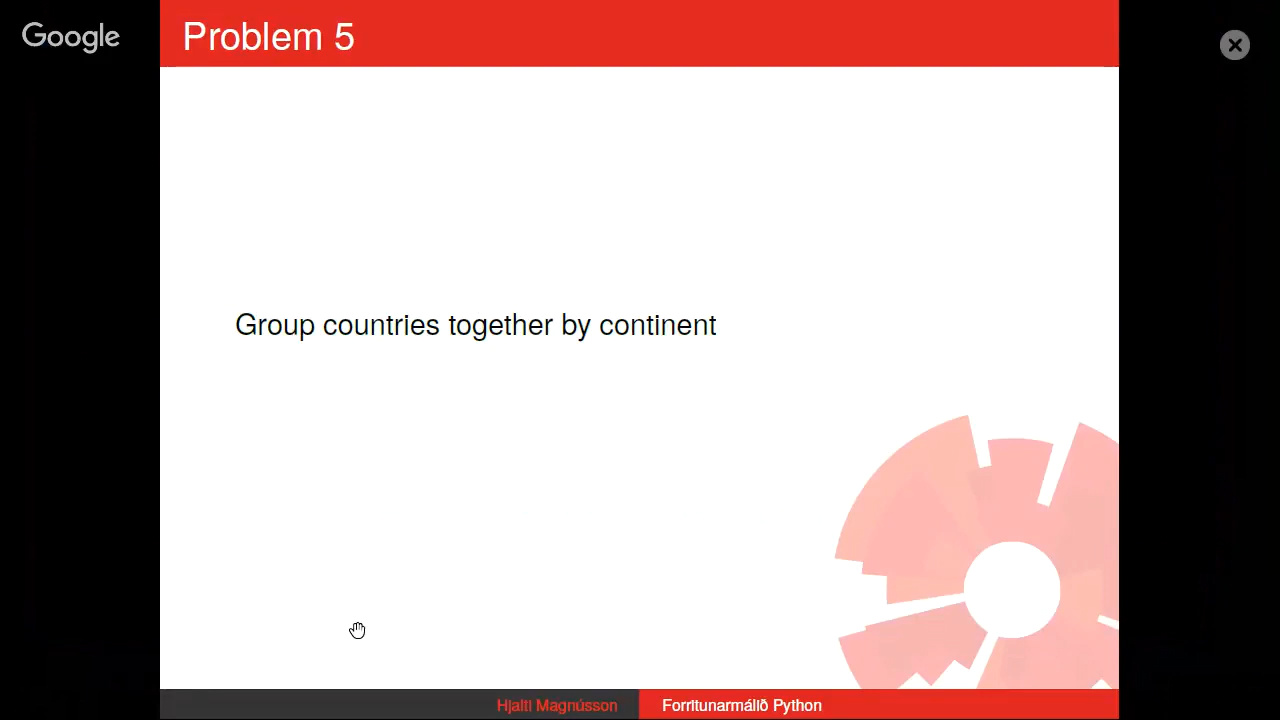 Google
Problem 5
Group countries together by continent
Hjalti Magnússon
Forritunarmálið Python